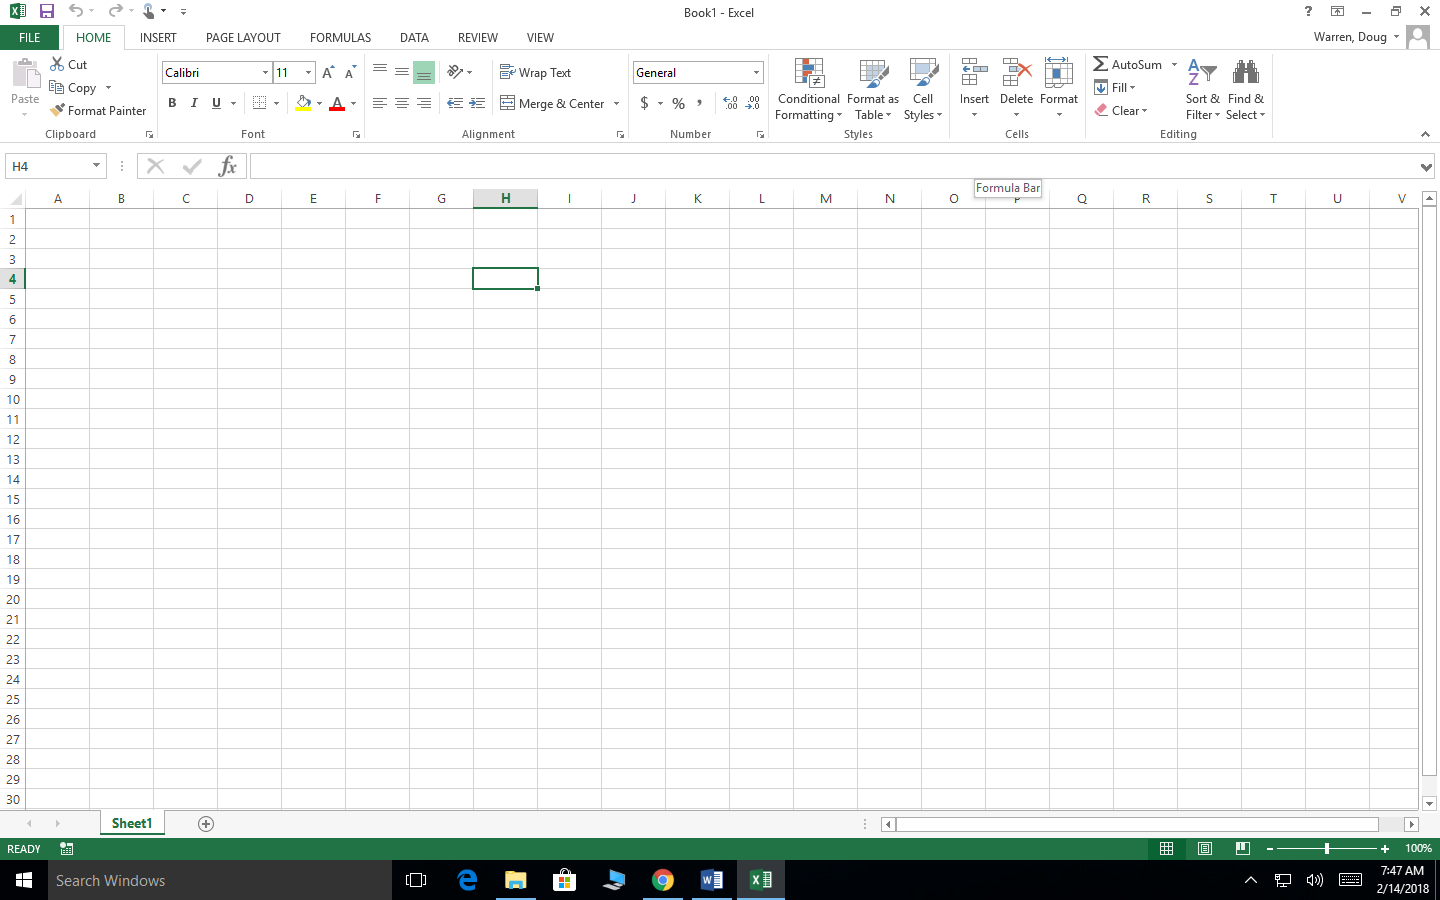 Book1 - Excel
?
FILE HOME INSERT PAGE LAYOUT FORMULAS DATA REVIEW VIEW
Warren, Doug
Paste
Cut
Copy
Format Painter
Clipboard
Calibri 11 A A
B I U A
Font
Wrap Text
Merge & Center
Alignment
General
$ % ,
Number
Conditional Formatting
Format as Table
Cell Styles
Styles
Insert
Delete
Format
Cells
AutoSum
Fill
Clear
Sort & Filter
Find & Select
Editing
H4
fx
Formula Bar
A B C D E F G H I J K L M N O P Q R S T U V
1
2
3
4
5
6
7
8
9
10
11
12
13
14
15
16
17
18
19
20
21
22
23
24
25
26
27
28
29
30
Sheet1
READY
100%
Search Windows
7:47 AM
2/14/2018